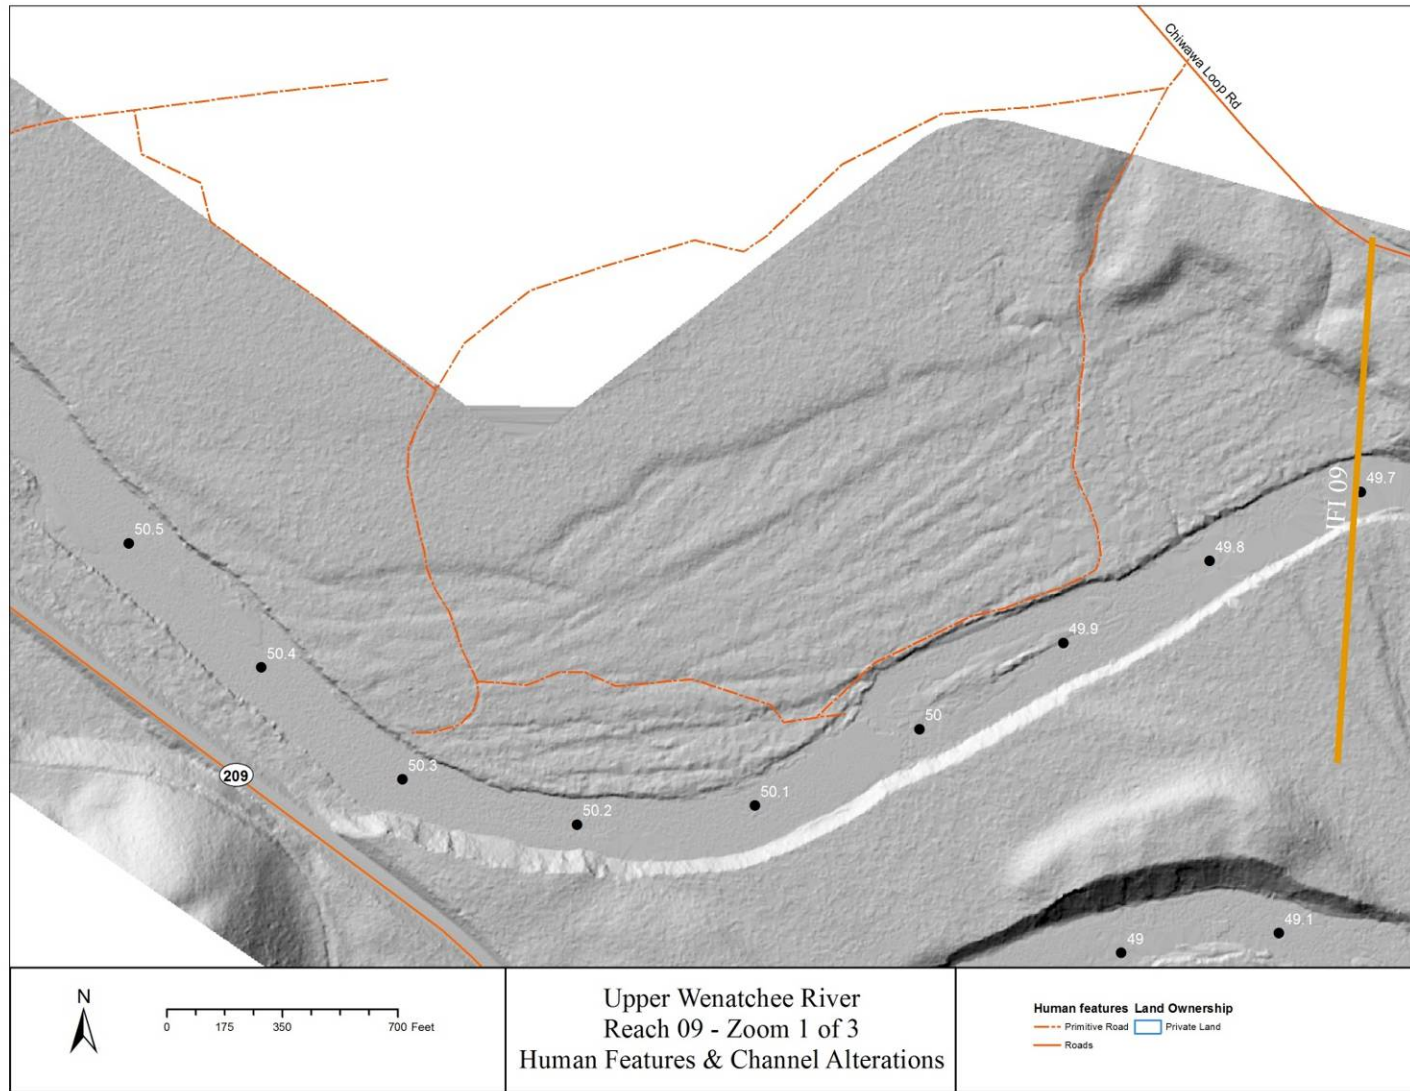 Chiwawa Loop Rd
IFI 09
49.7
50.5
49.8
49.9
50.4
50
50.3
50.1
50.2
209
49.1
49
N
0 175 350 700 Feet
Upper Wenatchee River
Reach 09 - Zoom 1 of 3
Human Features & Channel Alterations
Human features Land Ownership
Primitive Road Private Land
Roads